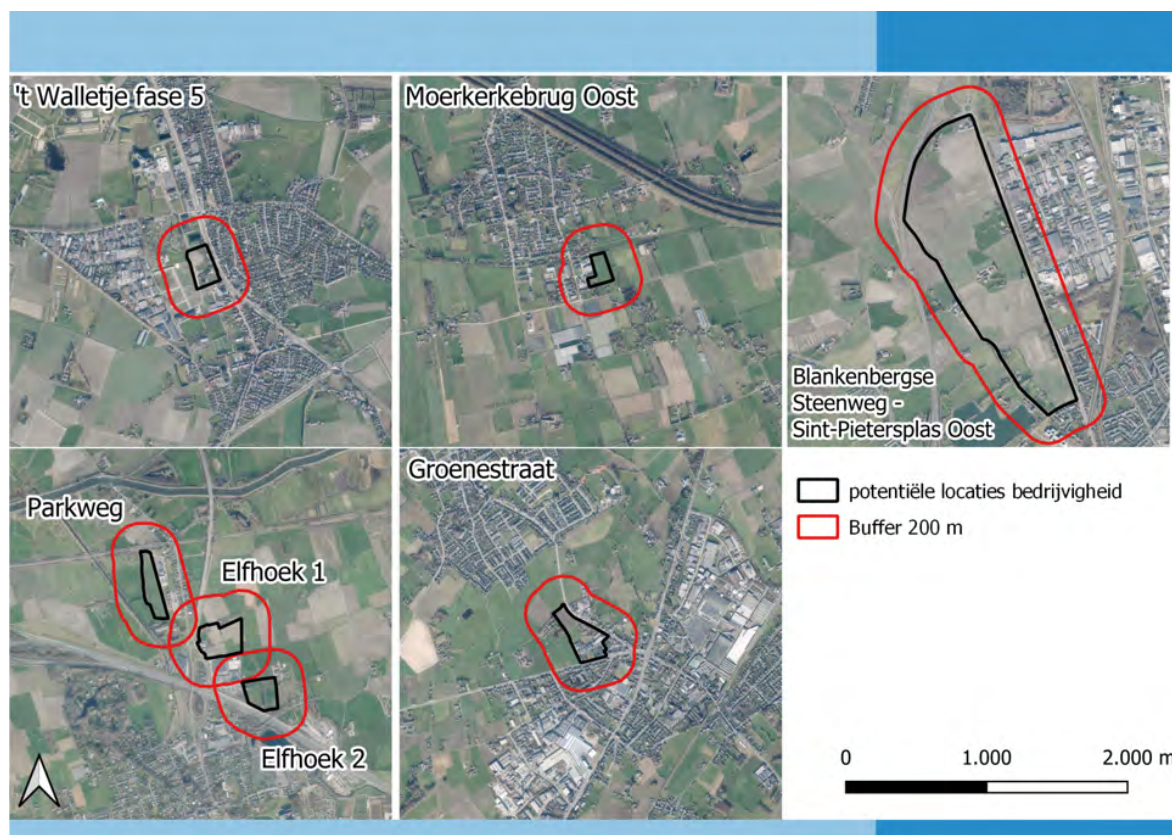 't Walletje fase 5
Moerkerkebrug Oost
Blankenbergse
Steenweg -
Sint-Pietersplas Oost
Parkweg
Elfhoek 1
Elfhoek 2
Groenestraat
potentiële locaties bedrijvigheid
Buffer 200 m
0 1.000 2.000 m